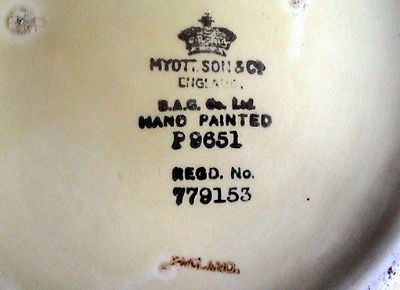 MYOTT. SON & Co
ENGLAND.
B.A.G. Co. Ltd.
HAND PAINTED
P 9651
REGD. No.
779153
ENGLAND.